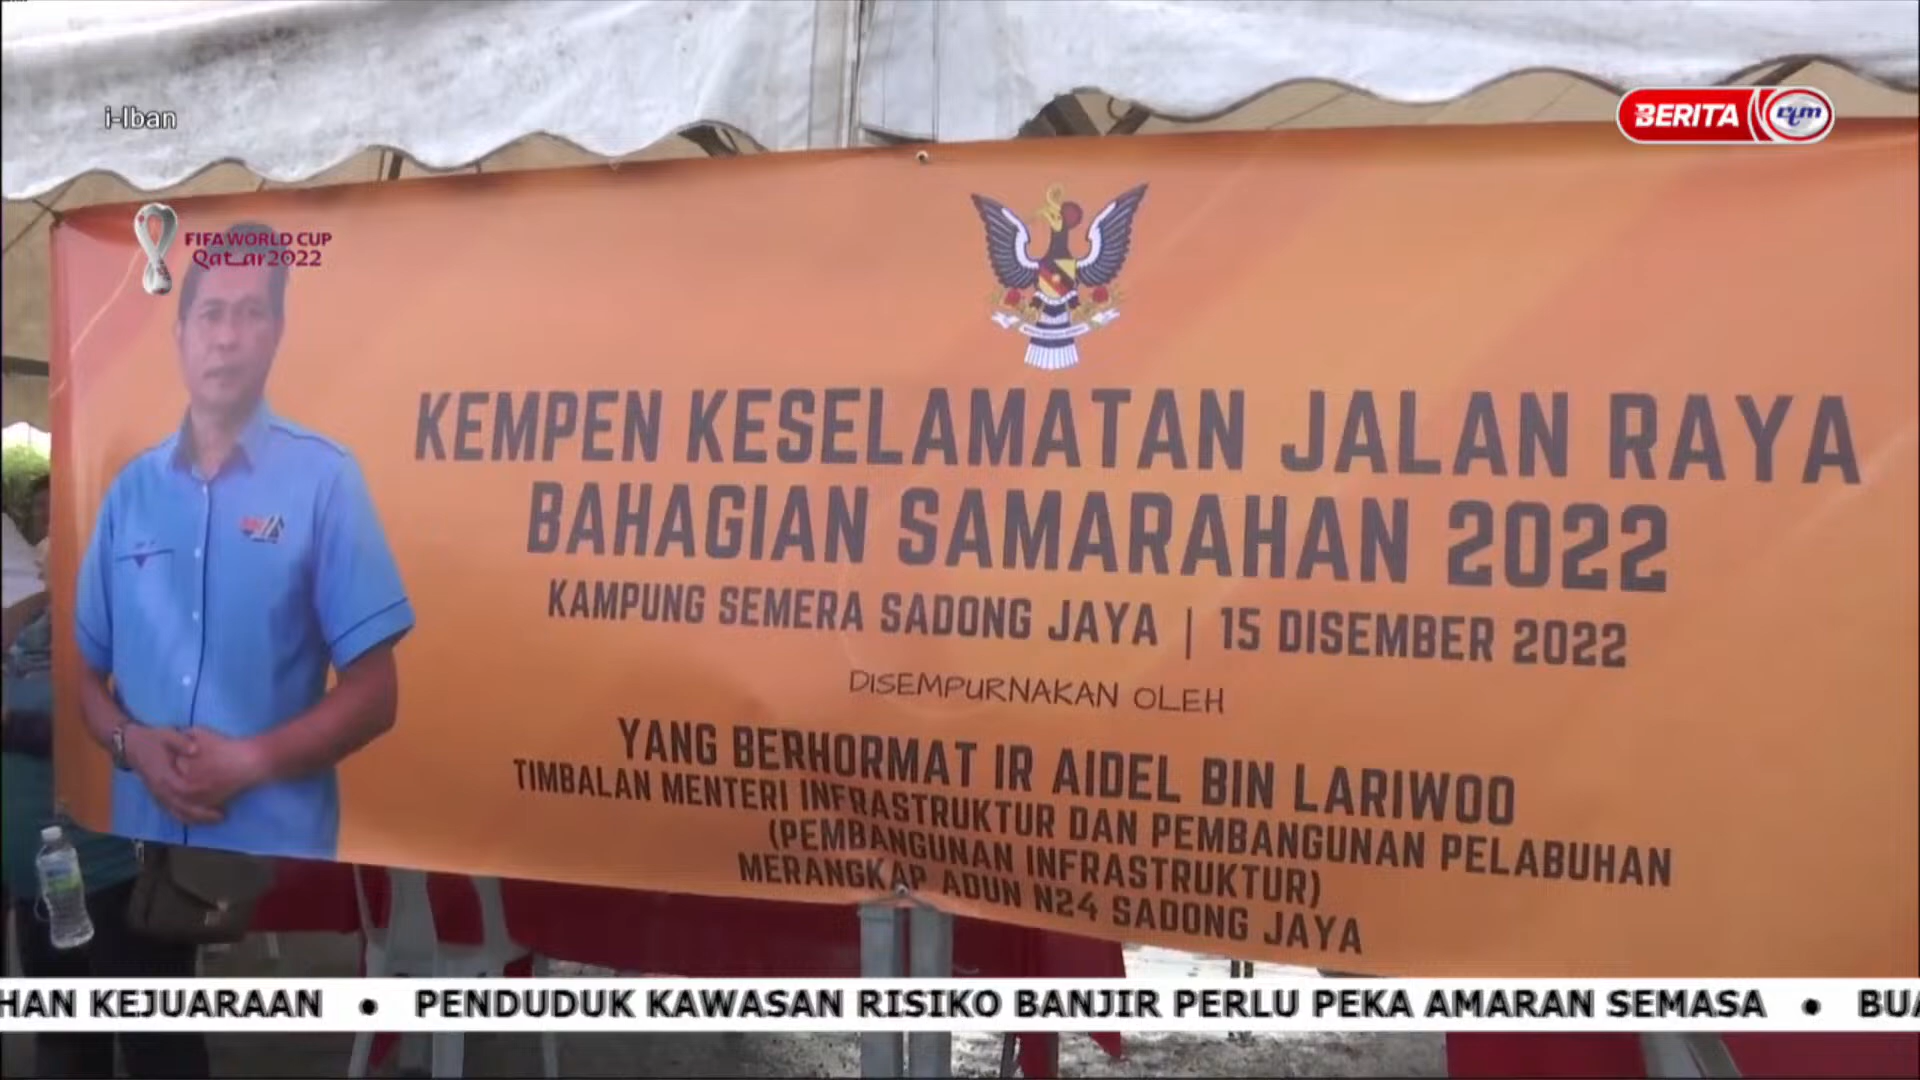 i-Iban
BERITA rtm
FIFA WORLD CUP
Qatar2022
KEMPEN KESELAMATAN JALAN RAYA
BAHAGIAN SAMARAHAN 2022
KAMPUNG SEMERA SADONG JAYA | 15 DISEMBER 2022
DISEMPURNAKAN OLEH
YANG BERHORMAT IR AIDEL BIN LARIWOO
TIMBALAN MENTERI INFRASTRUKTUR DAN PEMBANGUNAN PELABUHAN
(PEMBANGUNAN INFRASTRUKTUR)
MERANGKAP ADUN N24 SADONG JAYA
HAN KEJUARAAN • PENDUDUK KAWASAN RISIKO BANJIR PERLU PEKA AMARAN SEMASA • BUA